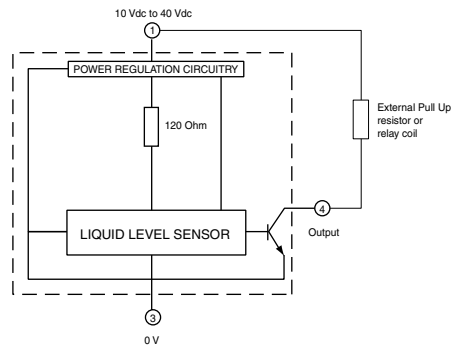 10 Vdc to 40 Vdc
1
POWER REGULATION CIRCUITRY
120 Ohm
External Pull Up
resistor or
relay coil
4
Output
LIQUID LEVEL SENSOR
3
0 V